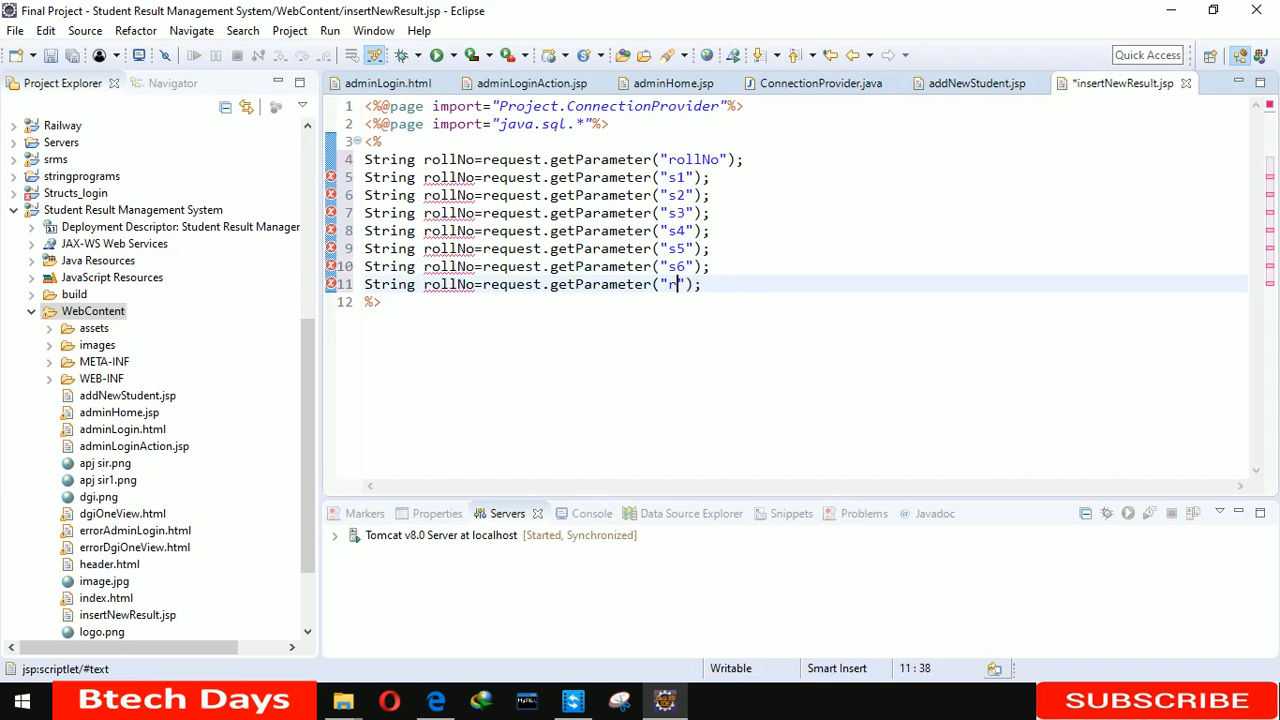 Final Project - Student Result Management System/WebContent/insertNewResult.jsp - Eclipse
File Edit Source Refactor Navigate Search Project Run Window Help
Quick Access
Project Explorer Navigator
adminLogin.html adminLoginAction.jsp adminHome.jsp ConnectionProvider.java addNewStudent.jsp *insertNewResult.jsp
Railway
Servers
srms
stringprograms
Structs_login
Student Result Management System
Deployment Descriptor: Student Result Manager
JAX-WS Web Services
Java Resources
JavaScript Resources
build
WebContent
assets
images
META-INF
WEB-INF
addNewStudent.jsp
adminHome.jsp
adminLogin.html
adminLoginAction.jsp
apj sir.png
apj sir1.png
dgi.png
dgiOneView.html
errorAdminLogin.html
errorDgiOneView.html
header.html
image.jpg
index.html
insertNewResult.jsp
logo.png
1 <%@page import="Project.ConnectionProvider"%>
2 <%@page import="java.sql.*"%>
3 <%
4 String rollNo=request.getParameter("rollNo");
5 String rollNo=request.getParameter("s1");
6 String rollNo=request.getParameter("s2");
7 String rollNo=request.getParameter("s3");
8 String rollNo=request.getParameter("s4");
9 String rollNo=request.getParameter("s5");
10 String rollNo=request.getParameter("s6");
11 String rollNo=request.getParameter("r");
12 %>
Markers Properties Servers Console Data Source Explorer Snippets Problems Javadoc
Tomcat v8.0 Server at localhost [Started, Synchronized]
jsp:scriptlet/#text Writable Smart Insert 11 : 38
Btech Days
SUBSCRIBE